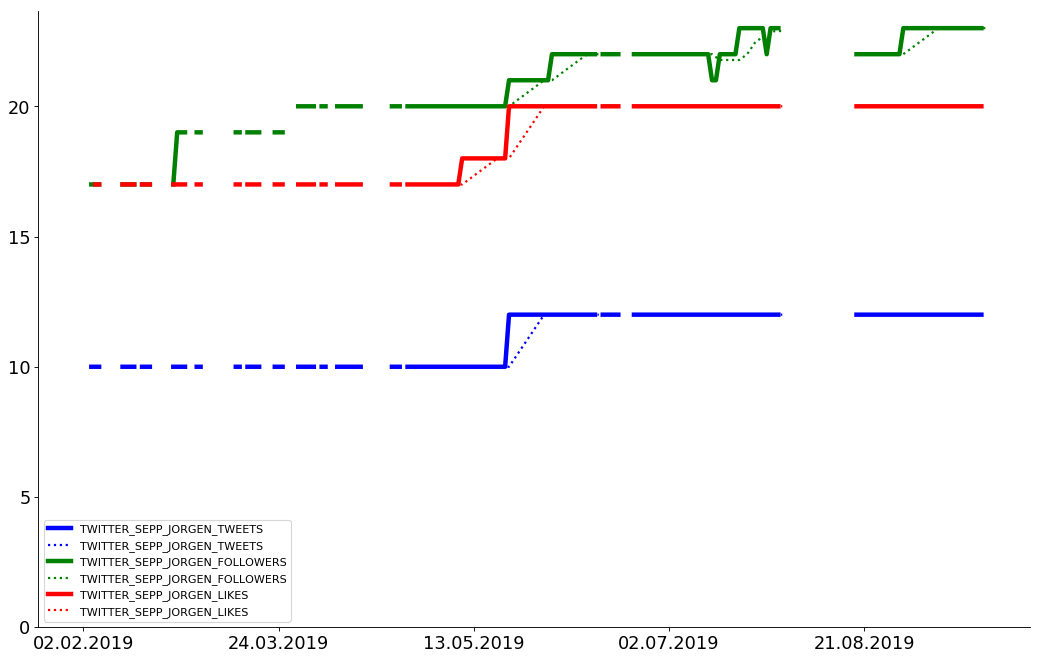 20
15
10
5
0
TWITTER_SEPP_JORGEN_TWEETS
TWITTER_SEPP_JORGEN_TWEETS
TWITTER_SEPP_JORGEN_FOLLOWERS
TWITTER_SEPP_JORGEN_FOLLOWERS
TWITTER_SEPP_JORGEN_LIKES
TWITTER_SEPP_JORGEN_LIKES
02.02.2019 24.03.2019 13.05.2019 02.07.2019 21.08.2019